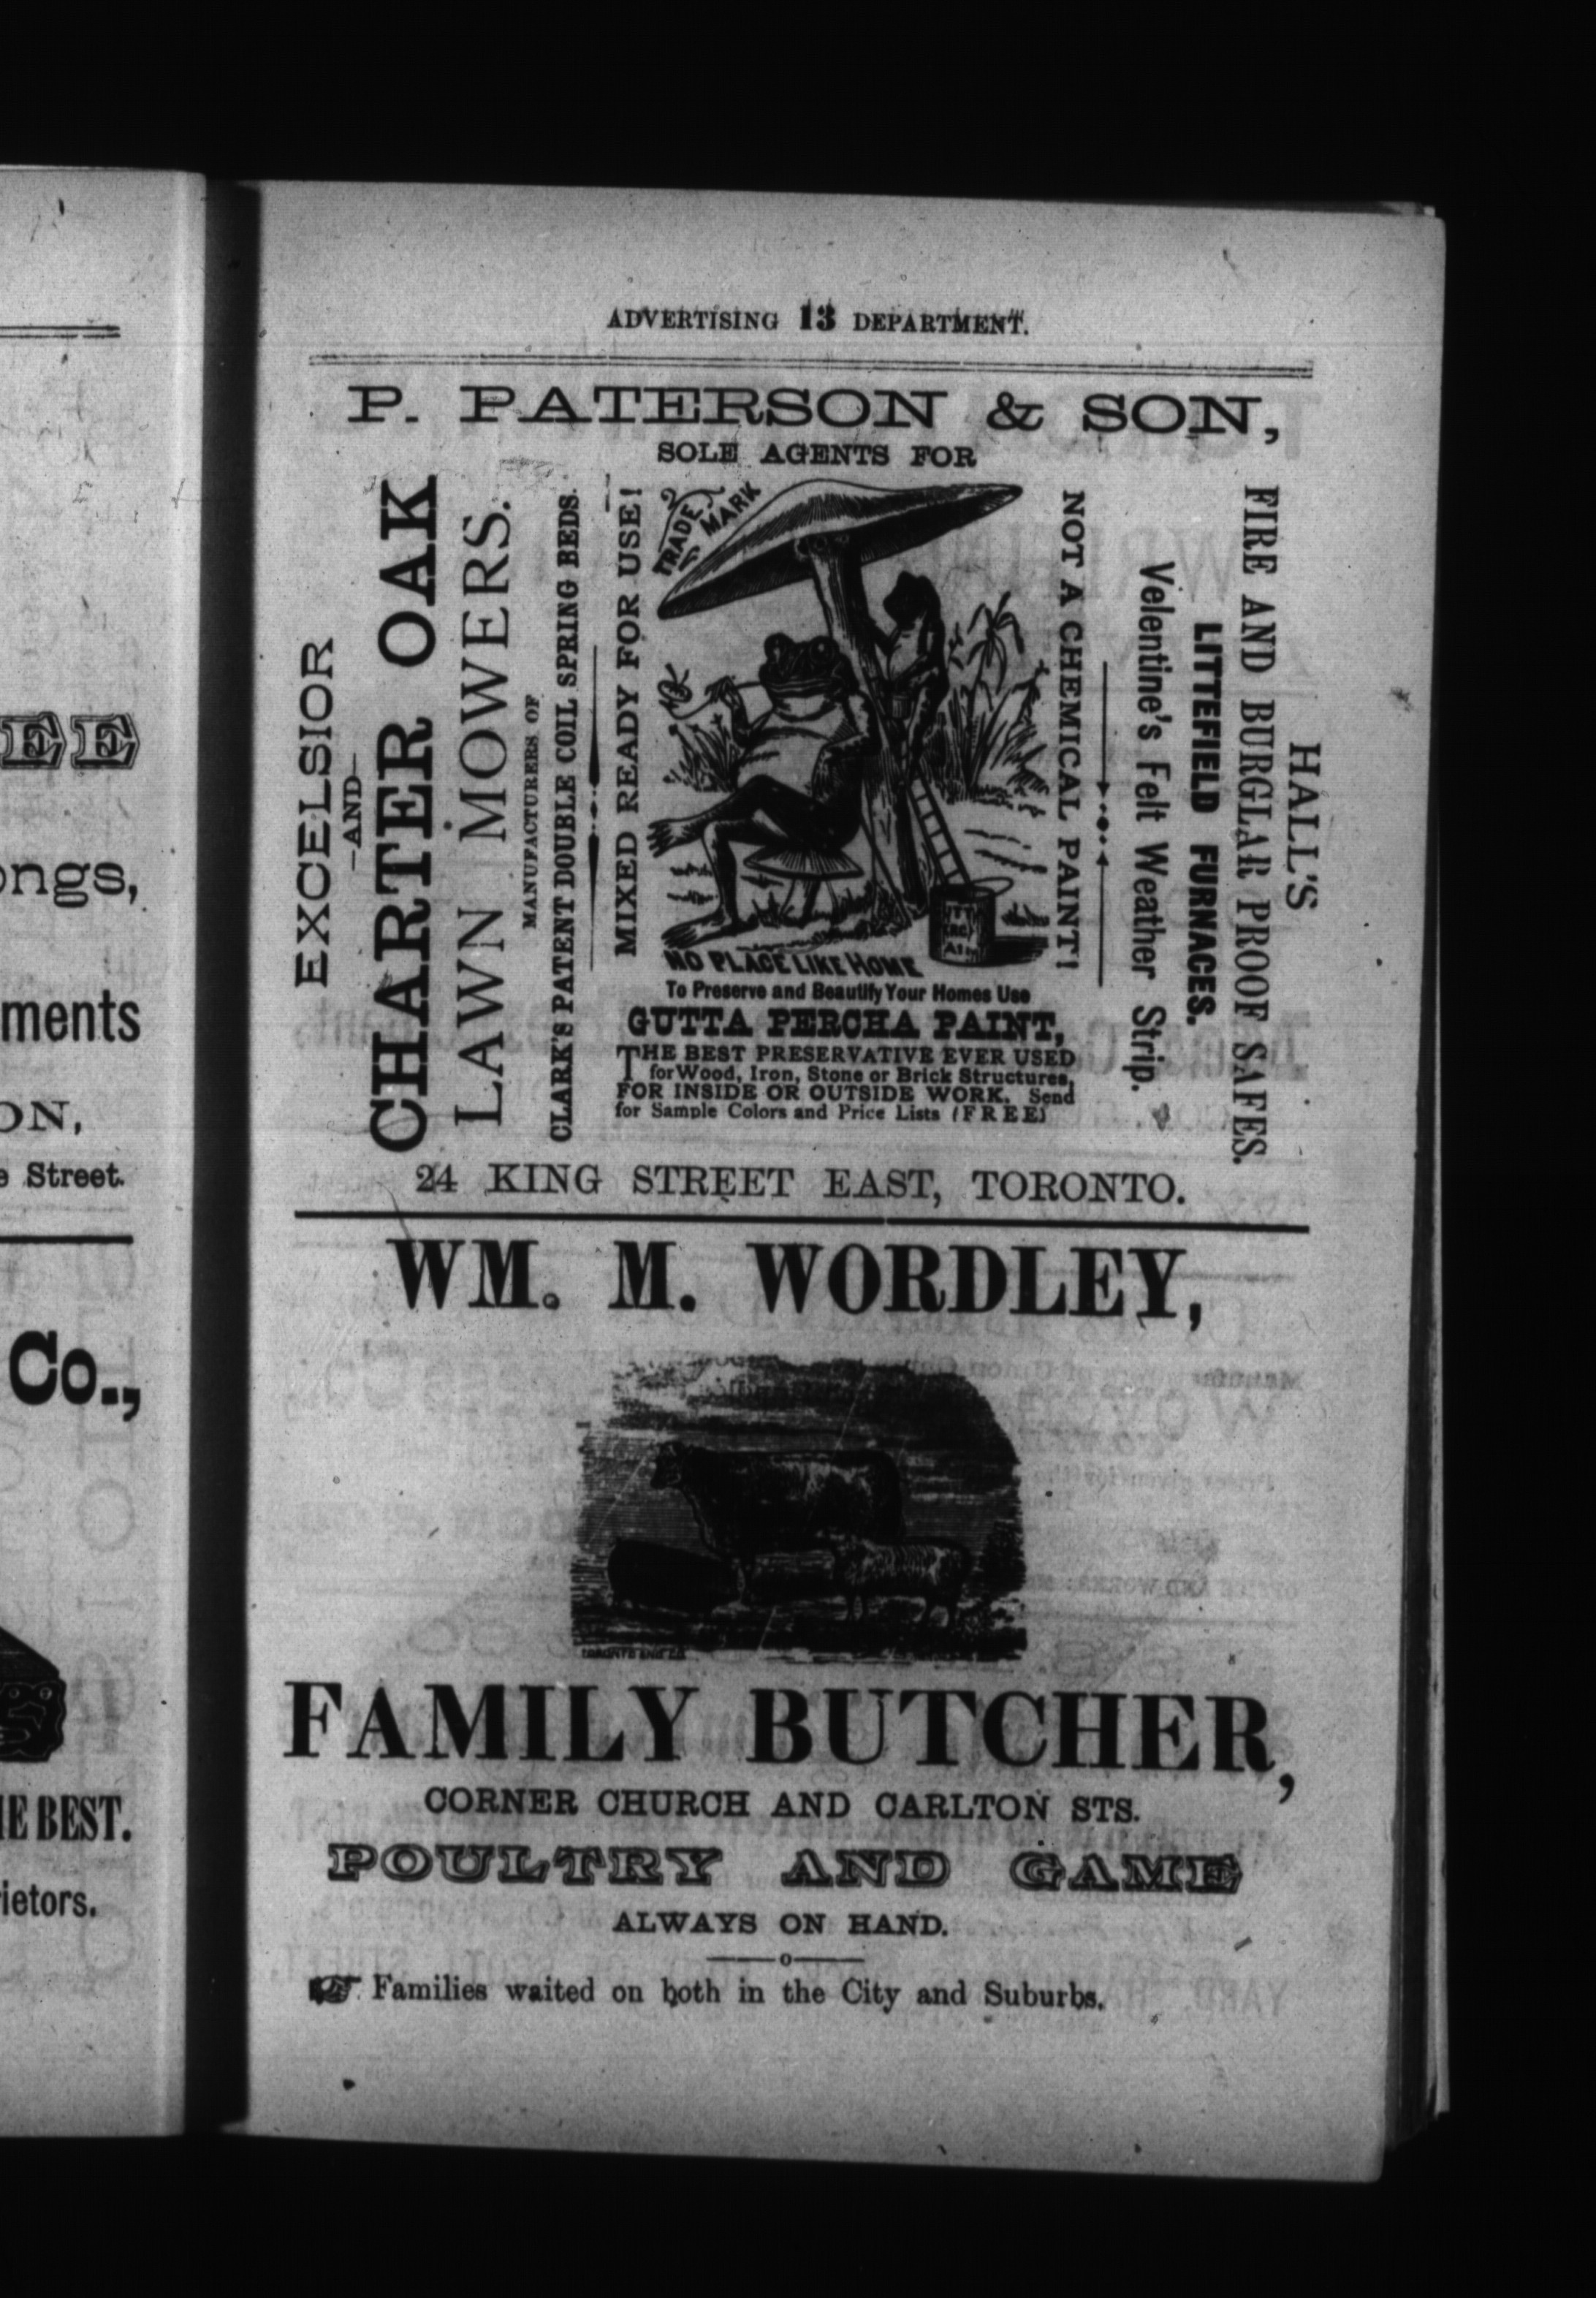 EE
ongs,
ments
ON,
e Street.
Co.,
HE BEST.
rietors.
ADVERTISING 13 DEPARTMENT.
P. PATERSON & SON,
SOLE AGENTS FOR
EXCELSIOR
—AND—
CHARTER OAK
LAWN MOWERS.
MANUFACTURERS OF
CLARK'S PATENT DOUBLE COIL SPRING BEDS.
MIXED READY FOR USE!
TRADE MARK
NO PLACE LIKE HOME
To Preserve and Beautify Your Homes Use
GUTTA PERCHA PAINT,
THE BEST PRESERVATIVE EVER USED
for Wood, Iron, Stone or Brick Structures,
FOR INSIDE OR OUTSIDE WORK. Send
for Sample Colors and Price Lists (FREE)
NOT A CHEMICAL PAINT!
HALL'S
FIRE AND BURGLAR PROOF SAFES.
LITTEFIELD FURNACES.
Velentine's Felt Weather Strip.
24 KING STREET EAST, TORONTO.
WM. M. WORDLEY,
TORONTO ENG CO.
FAMILY BUTCHER,
CORNER CHURCH AND CARLTON STS.
POULTRY AND GAME
ALWAYS ON HAND.
Families waited on both in the City and Suburbs.